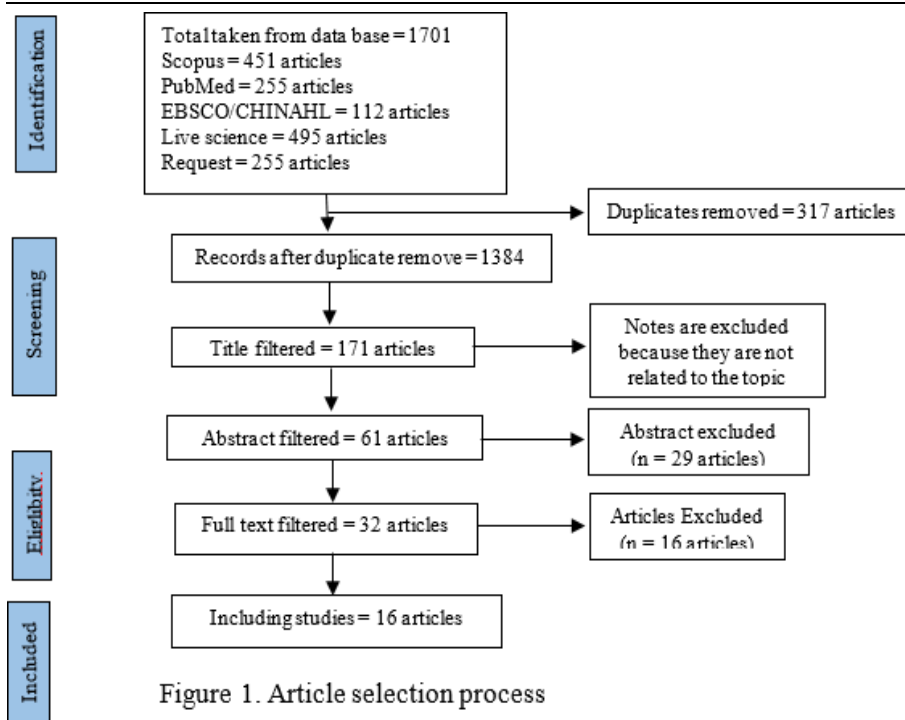 Identification
Total taken from data base = 1701
Scopus = 451 articles
PubMed = 255 articles
EBSCO/CHINAHL = 112 articles
Live science = 495 articles
Request = 255 articles
Duplicates removed = 317 articles
Screening
Records after duplicate remove = 1384
Title filtered = 171 articles
Notes are excluded
because they are not
related to the topic
Abstract filtered = 61 articles
Abstract excluded
(n = 29 articles)
Eliglibity.
Full text filtered = 32 articles
Articles Excluded
(n = 16 articles)
Included
Including studies = 16 articles
Figure 1. Article selection process